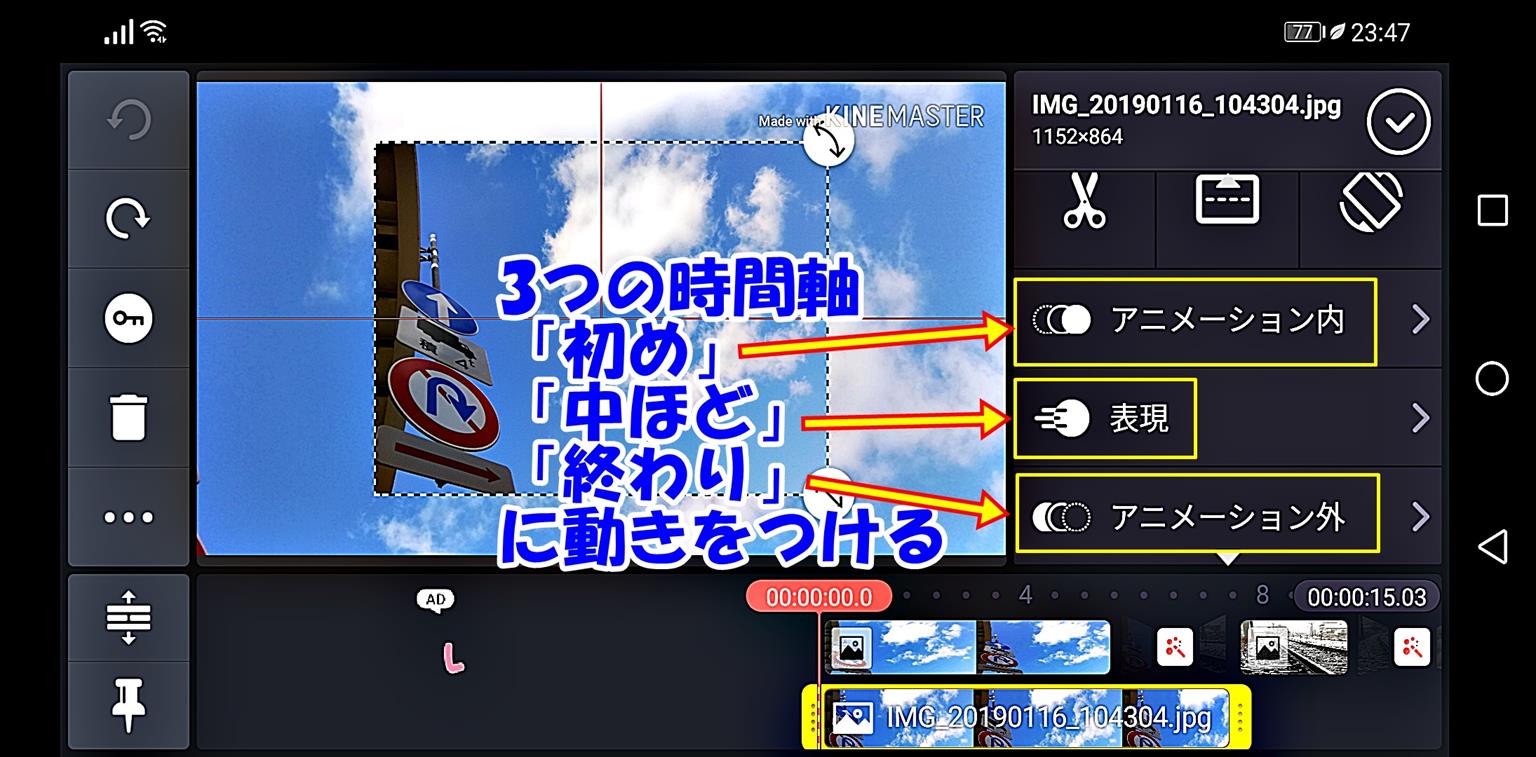 77 23:47
Made with KINEMASTER
IMG_20190116_104304.jpg
1152×864
3つの時間軸
「初め」
「中ほど」
「終わり」
に動きをつける
アニメーション内
表現
アニメーション外
積
AD
00:00:00.0
4
8
00:00:15.03
IMG_20190116_104304.jpg